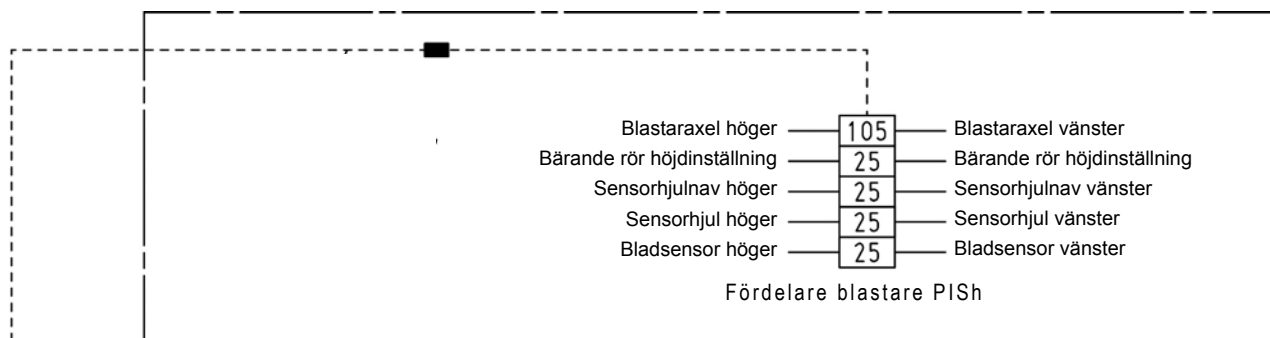 Blastaraxel höger 105 Blastaraxel vänster
Bärande rör höjdinställning 25 Bärande rör höjdinställning
Sensorhjulnav höger 25 Sensorhjulnav vänster
Sensorhjul höger 25 Sensorhjul vänster
Bladsensor höger 25 Bladsensor vänster
Fördelare blastare PISh